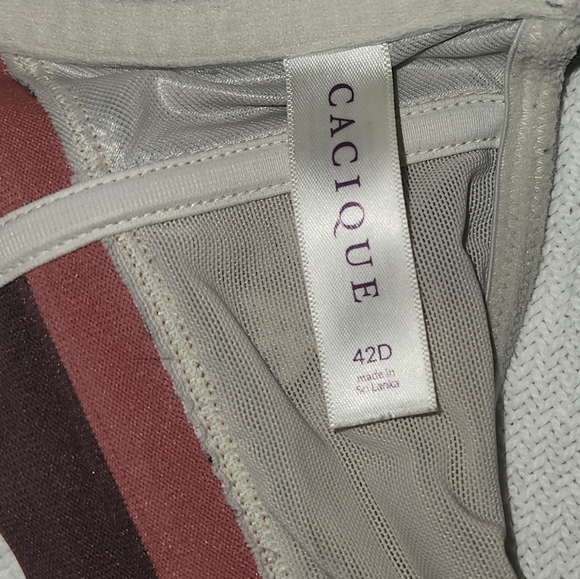 CACIQUE
42D
made in
Sri Lanka